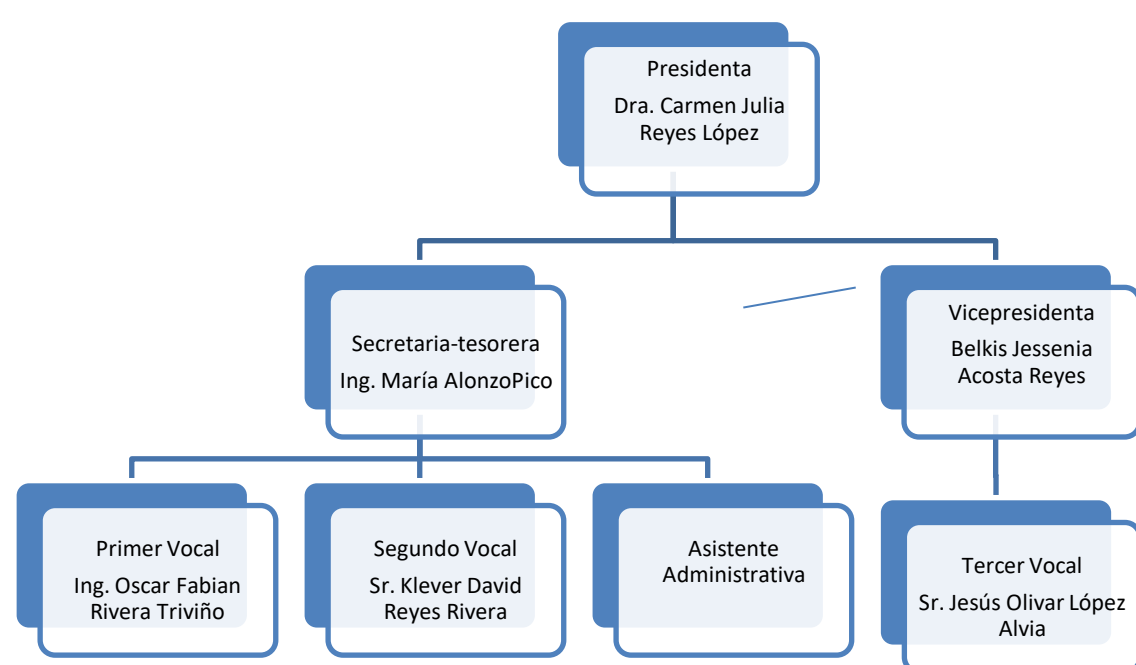 Presidenta
Dra. Carmen Julia
Reyes López
Secretaria-tesorera
Ing. María AlonzoPico
Vicepresidenta
Belkis Jessenia
Acosta Reyes
Primer Vocal
Ing. Oscar Fabian
Rivera Triviño
Segundo Vocal
Sr. Klever David
Reyes Rivera
Asistente
Administrativa
Tercer Vocal
Sr. Jesús Olivar López
Alvia